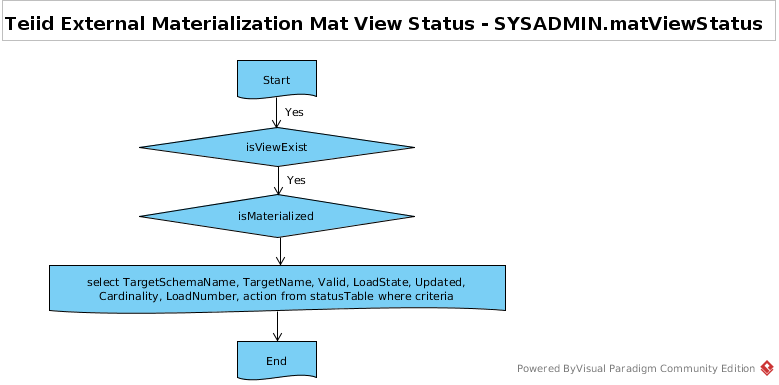 Teiid External Materialization Mat View Status - SYSADMIN.matViewStatus
Start
Yes
isViewExist
Yes
isMaterialized
select TargetSchemaName, TargetName, Valid, LoadState, Updated,
Cardinality, LoadNumber, action from statusTable where criteria
End
Powered ByVisual Paradigm Community Edition